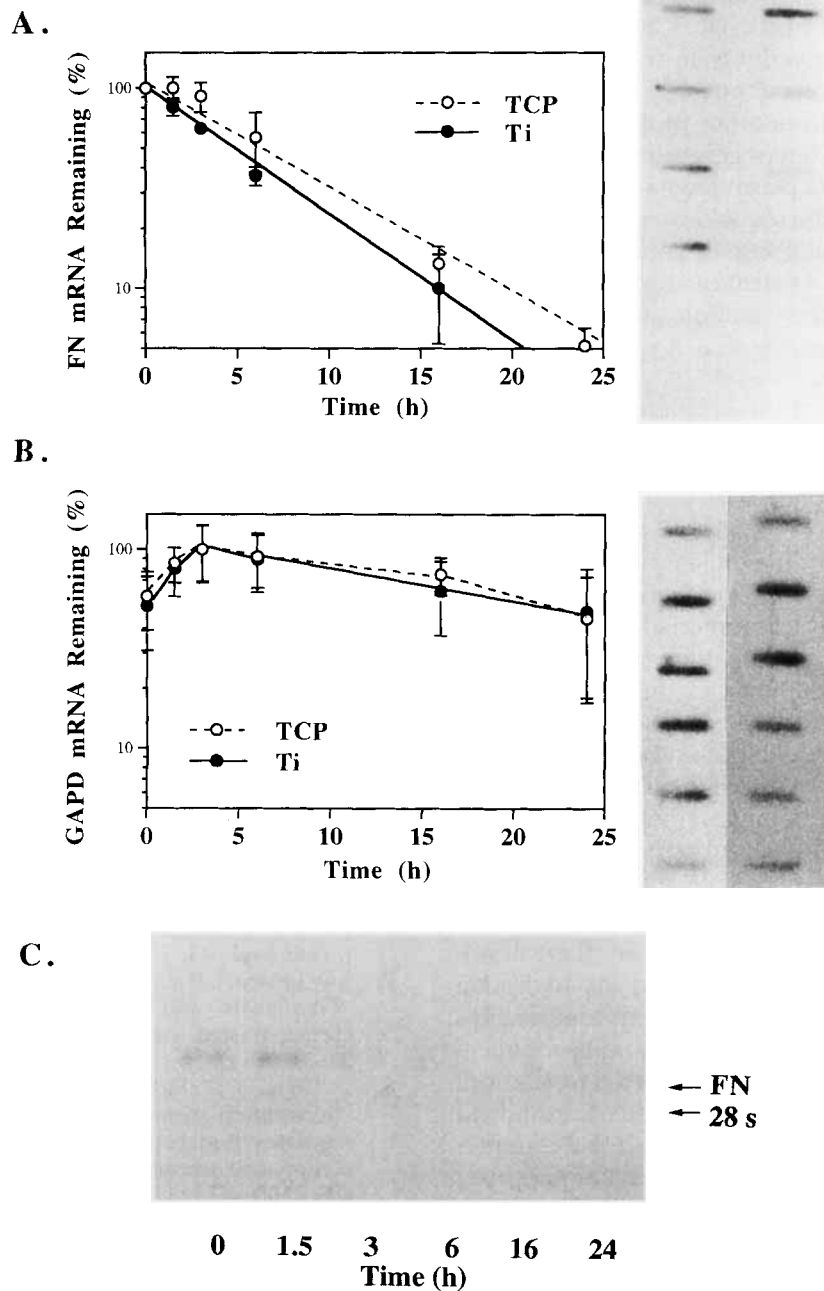 A.
FN mRNA Remaining (%)
100
10
TCP
Ti
0 5 10 15 20 25
Time (h)
B.
GAPD mRNA Remaining (%)
100
10
TCP
Ti
0 5 10 15 20 25
Time (h)
C.
FN
28 s
0 1.5 3 6 16 24
Time (h)